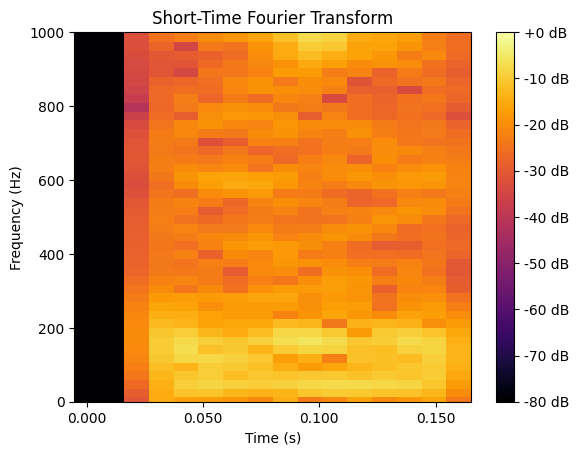 Short-Time Fourier Transform
1000
800
600
400
200
0
Frequency (Hz)
0.000
0.050
0.100
0.150
Time (s)
+0 dB
-10 dB
-20 dB
-30 dB
-40 dB
-50 dB
-60 dB
-70 dB
-80 dB